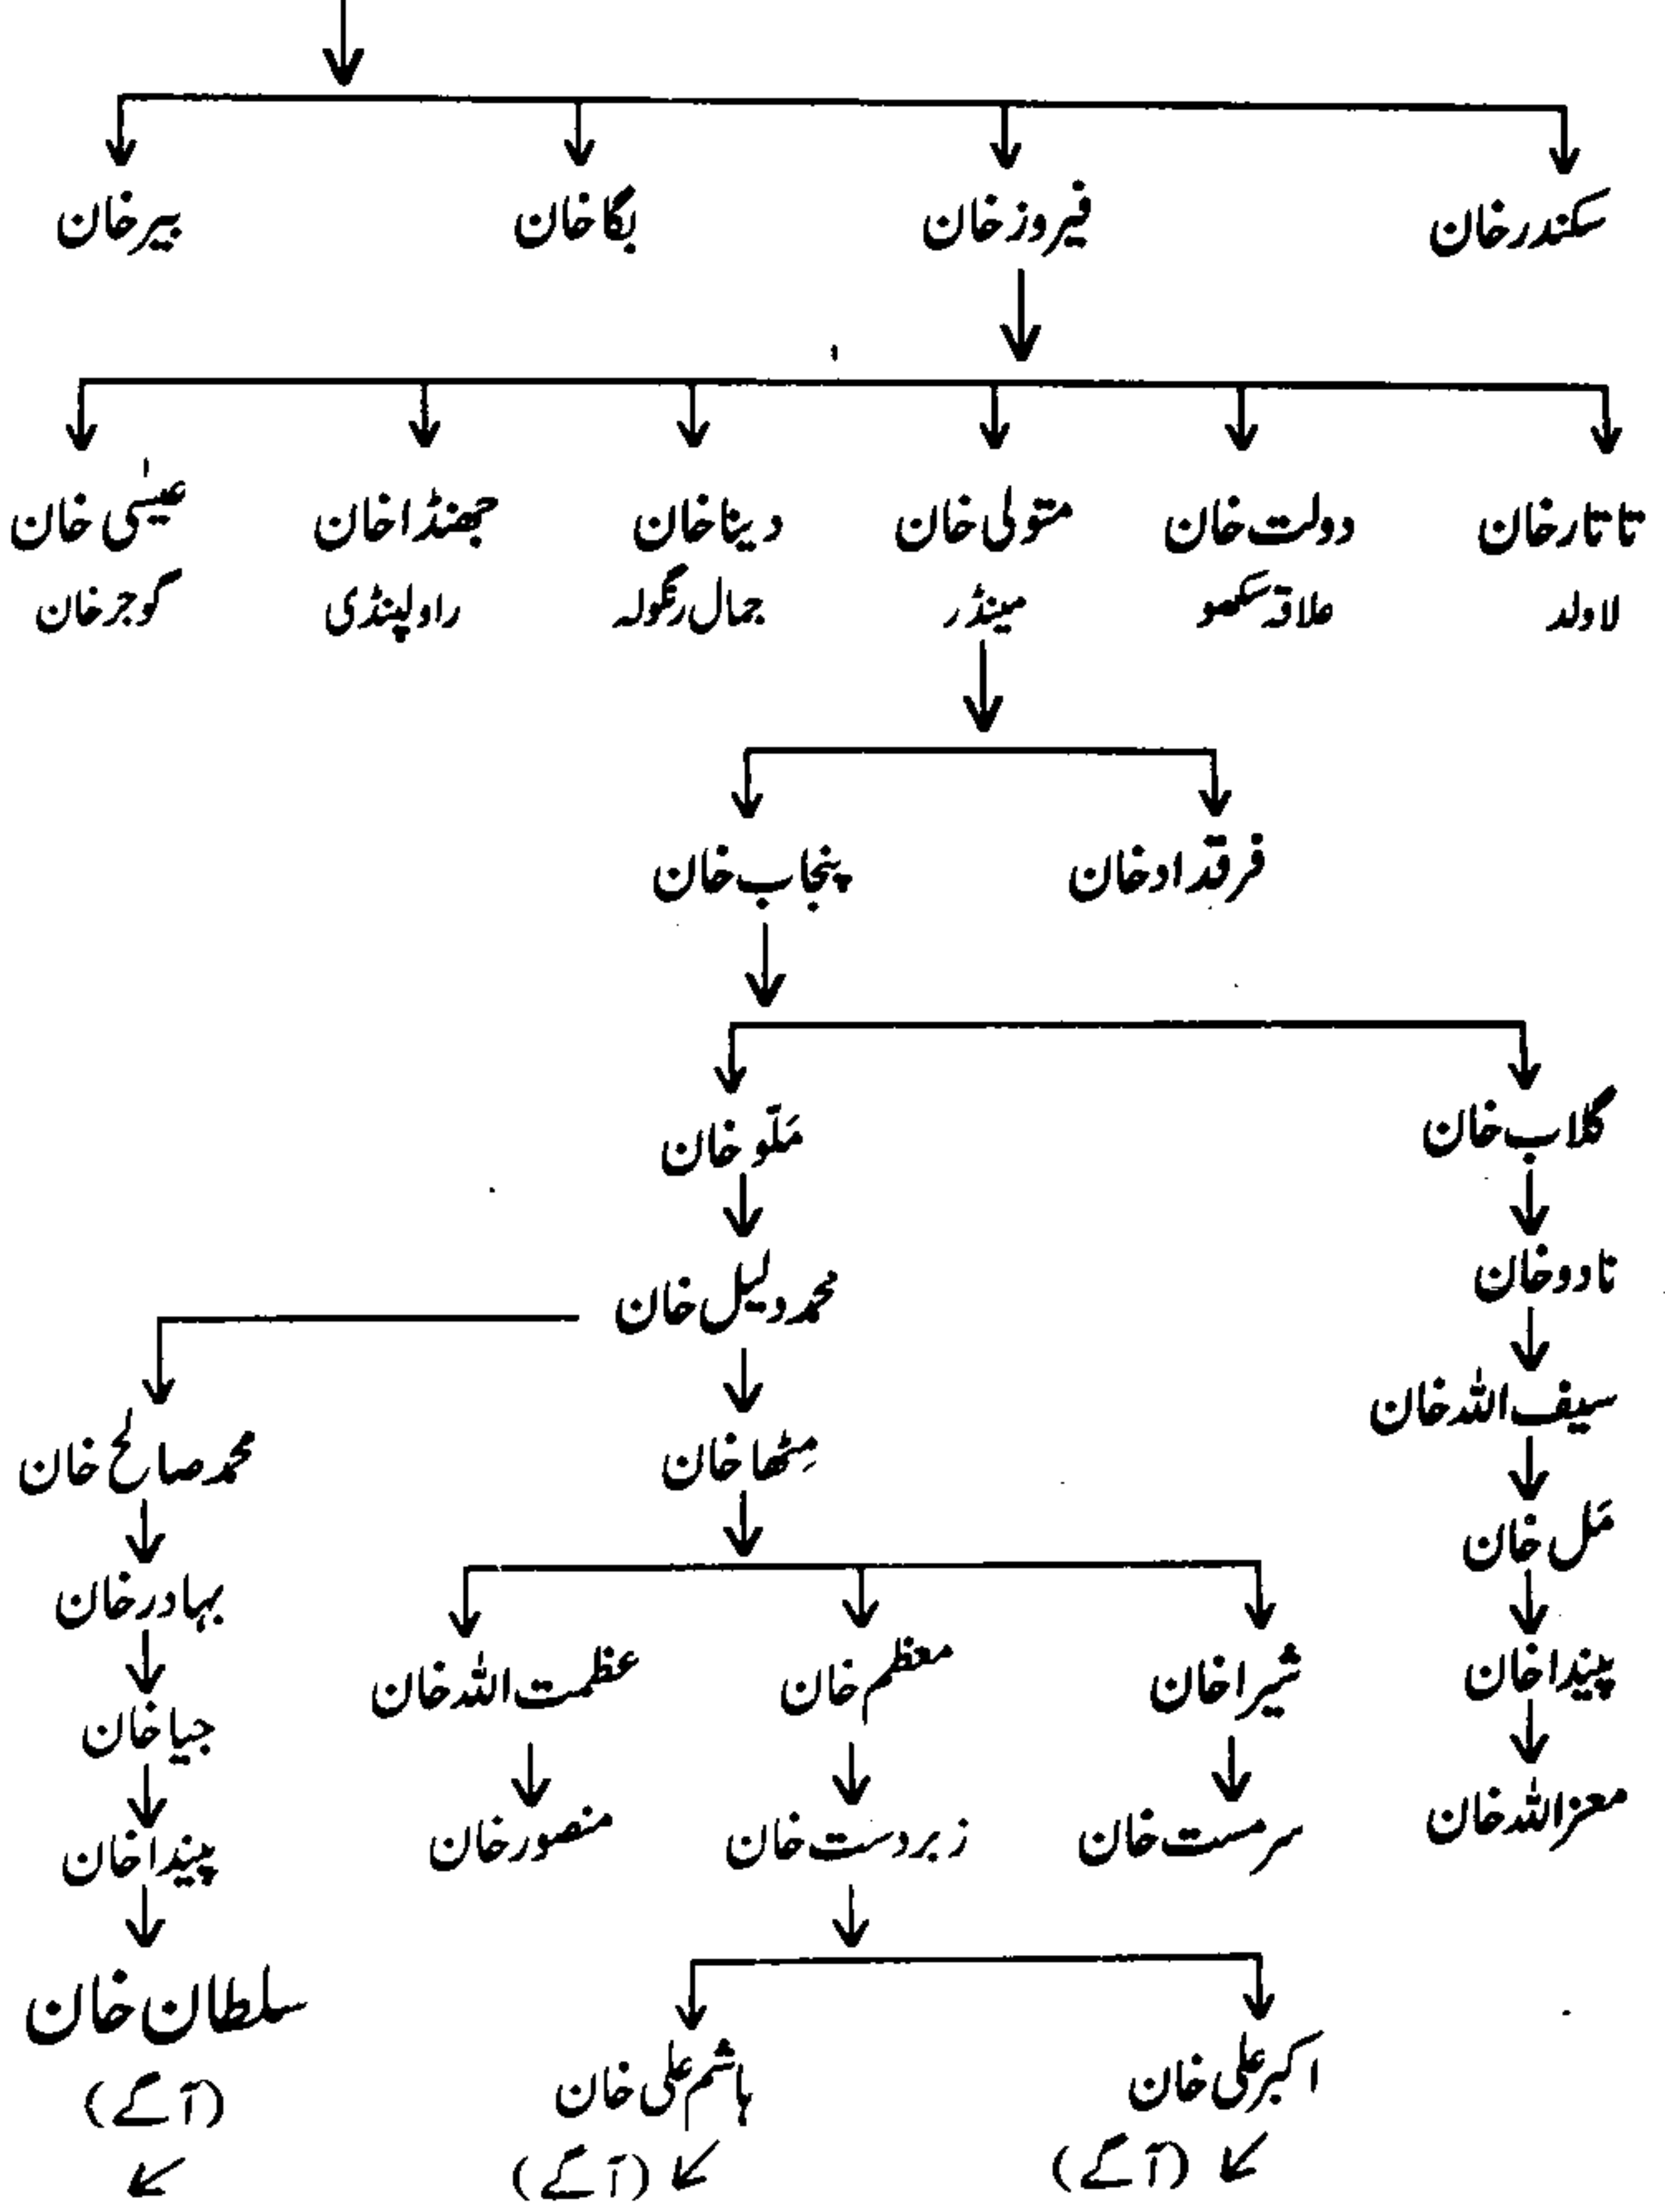 سکندر خان فیروز خان بگا خان بیر خان
تاتار خان دولت خان متولی خان دینا خان جھنڈا خان عیسٰی خان
لاولد علاقہ سکھو مینڈر جمال رنگولہ راولپنڈی گوجر خان
فرقداد خان پنجاب خان
گلاب خان مَلّو خان
نادو خان
محمد دلیل خان
سیف اللہ خان
مِٹھا خان محمد صالح خان
مَل خان
بہادر خان
پیندا خان شیرا خان معظم خان عظمت اللہ خان
جیا خان
معز اللہ خان سرمست خان زبردست خان منصور خان
پیندا خان
سلطان خان
اکبر علی خان ہاشم علی خان
(آگے)
(آگے) (آگے)